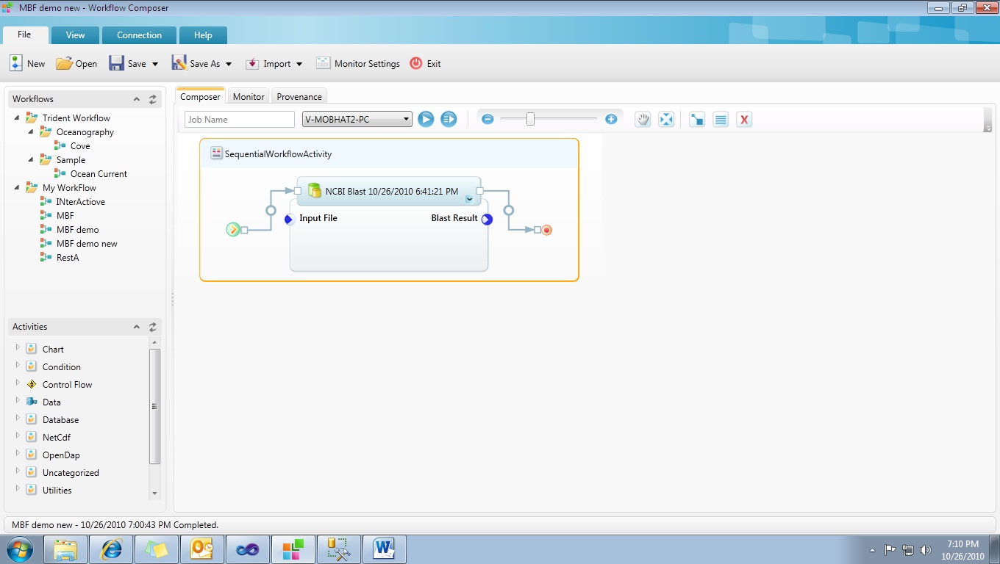 MBF demo new - Workflow Composer
File View Connection Help
New Open Save Save As Import Monitor Settings Exit
Workflows
Trident Workflow
Oceanography
Cove
Sample
Ocean Current
My WorkFlow
INterActiove
MBF
MBF demo
MBF demo new
RestA
Activities
Chart
Condition
Control Flow
Data
Database
NetCdf
OpenDap
Uncategorized
Utilities
Composer Monitor Provenance
Job Name V-MOBHAT2-PC
SequentialWorkflowActivity
NCBI Blast 10/26/2010 6:41:21 PM
Input File Blast Result
MBF demo new - 10/26/2010 7:00:43 PM Completed.
7:10 PM
10/26/2010